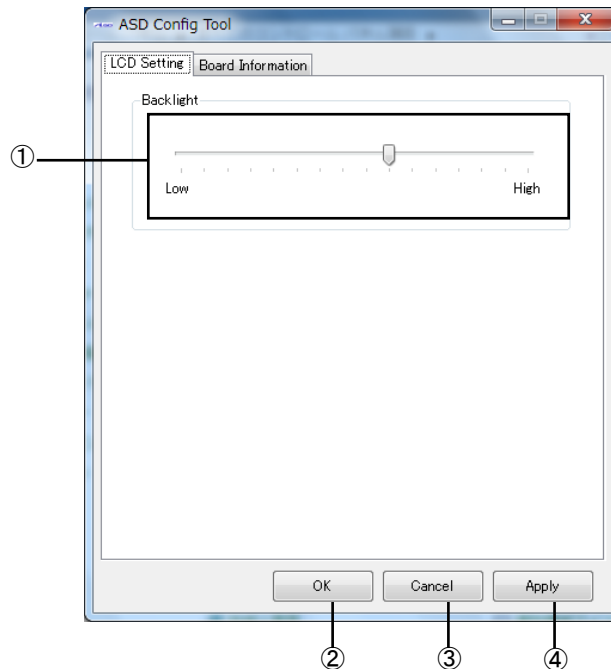 ASD Config Tool
LCD Setting
Board Information
Backlight
①
Low
High
OK
Cancel
Apply
②
③
④